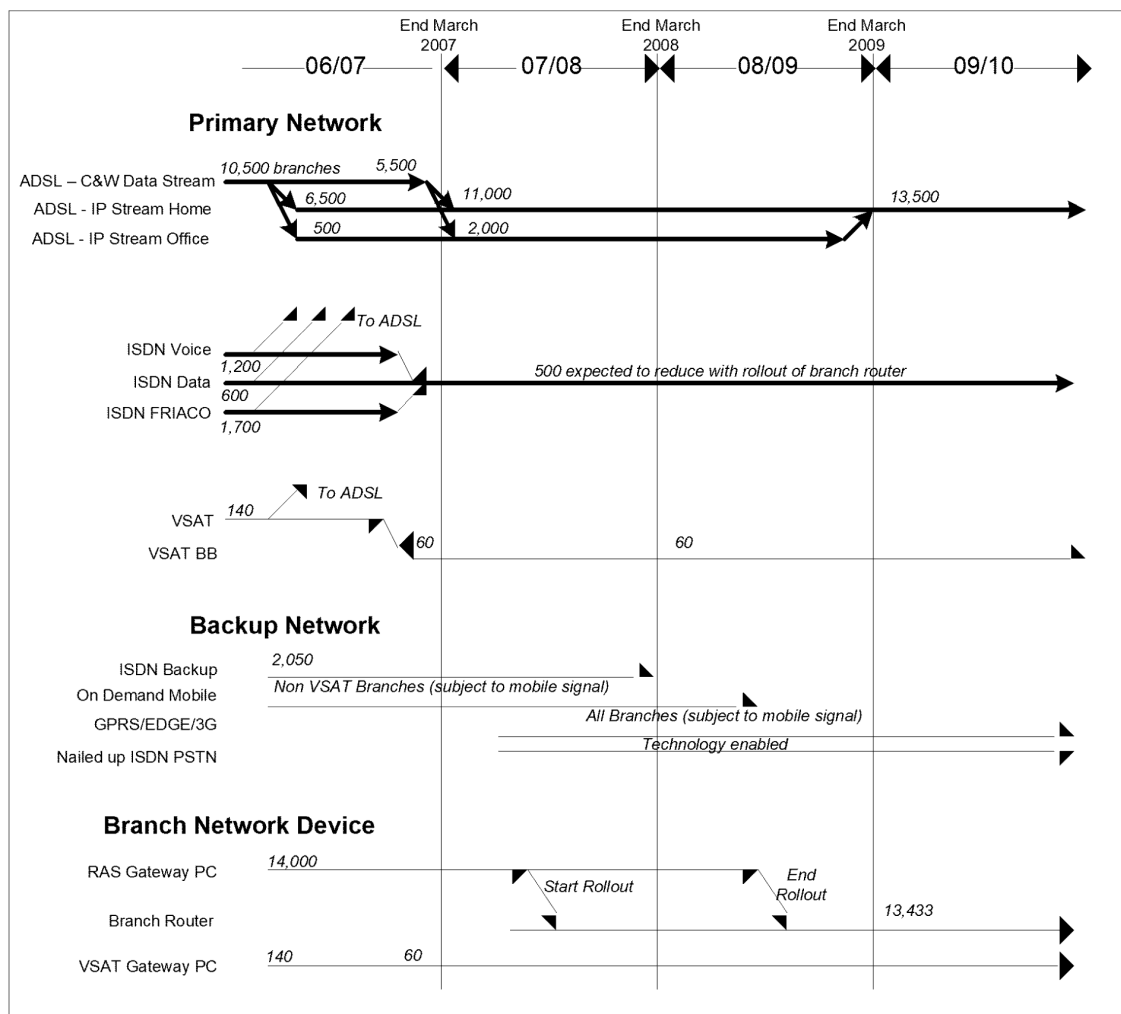 End March
2007
End March
2008
End March
2009
06/07
07/08
08/09
09/10
Primary Network
10,500 branches
5,500
ADSL – C&W Data Stream
6,500
11,000
13,500
ADSL - IP Stream Home
500
2,000
ADSL - IP Stream Office
To ADSL
ISDN Voice
1,200
500 expected to reduce with rollout of branch router
ISDN Data
600
ISDN FRIACO
1,700
To ADSL
140
VSAT
60
60
VSAT BB
Backup Network
2,050
ISDN Backup
Non VSAT Branches (subject to mobile signal)
On Demand Mobile
All Branches (subject to mobile signal)
GPRS/EDGE/3G
Technology enabled
Nailed up ISDN PSTN
Branch Network Device
14,000
RAS Gateway PC
Start Rollout
End
Rollout
13,433
Branch Router
140
60
VSAT Gateway PC